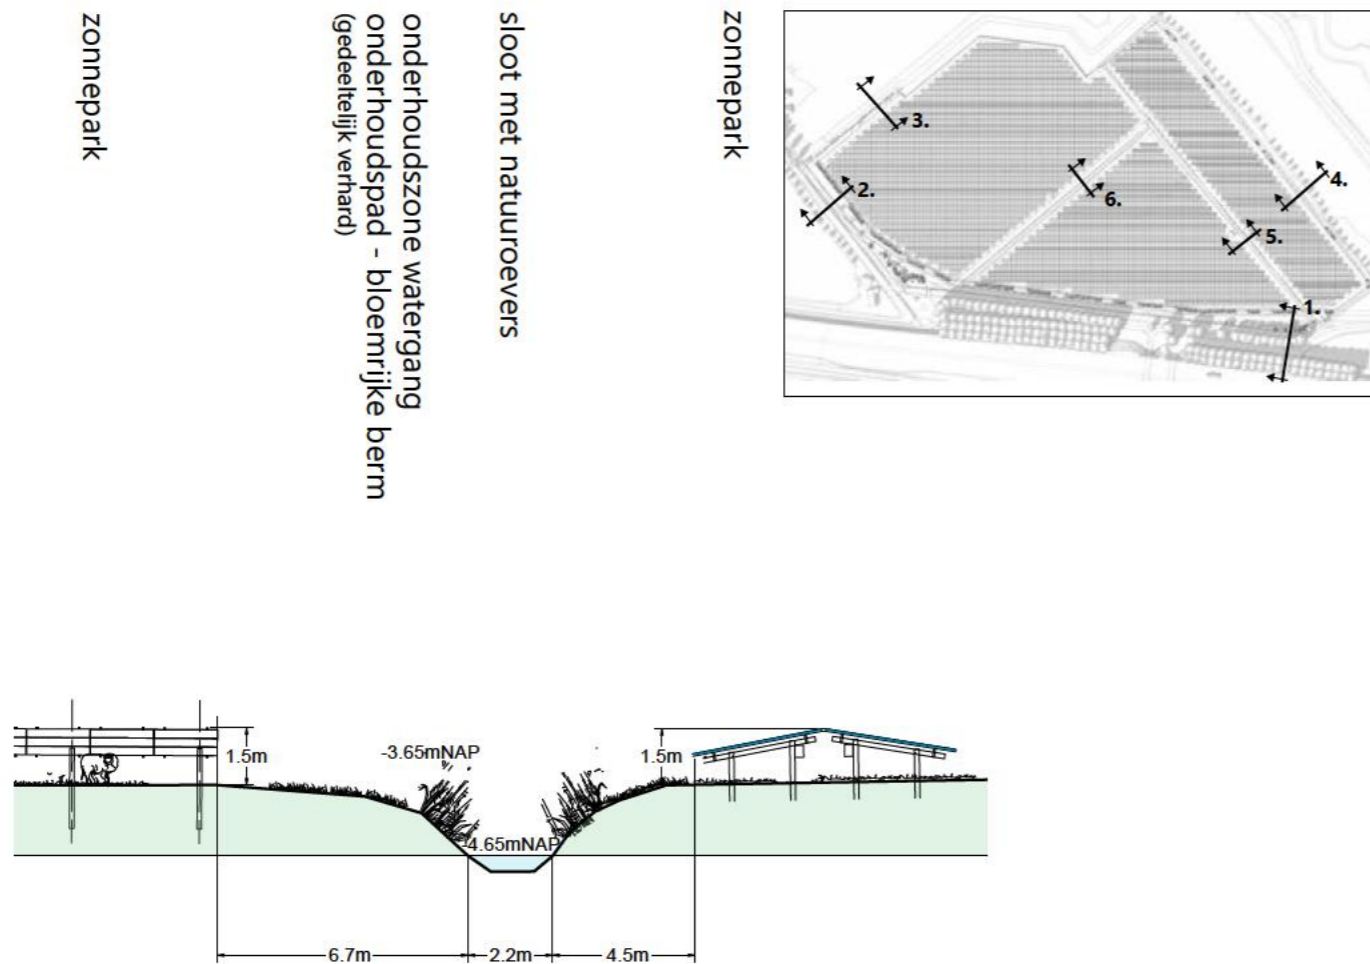 zonnepark
onderhoudszone watergang
onderhoudspad - bloemrijke berm
(gedeeltelijk verhard)
sloot met natuuroevers
zonnepark
3.
2.
6.
4.
5.
1.
1.5m
-3.65mNAP
1.5m
-4.65mNAP
6.7m
2.2m
4.5m